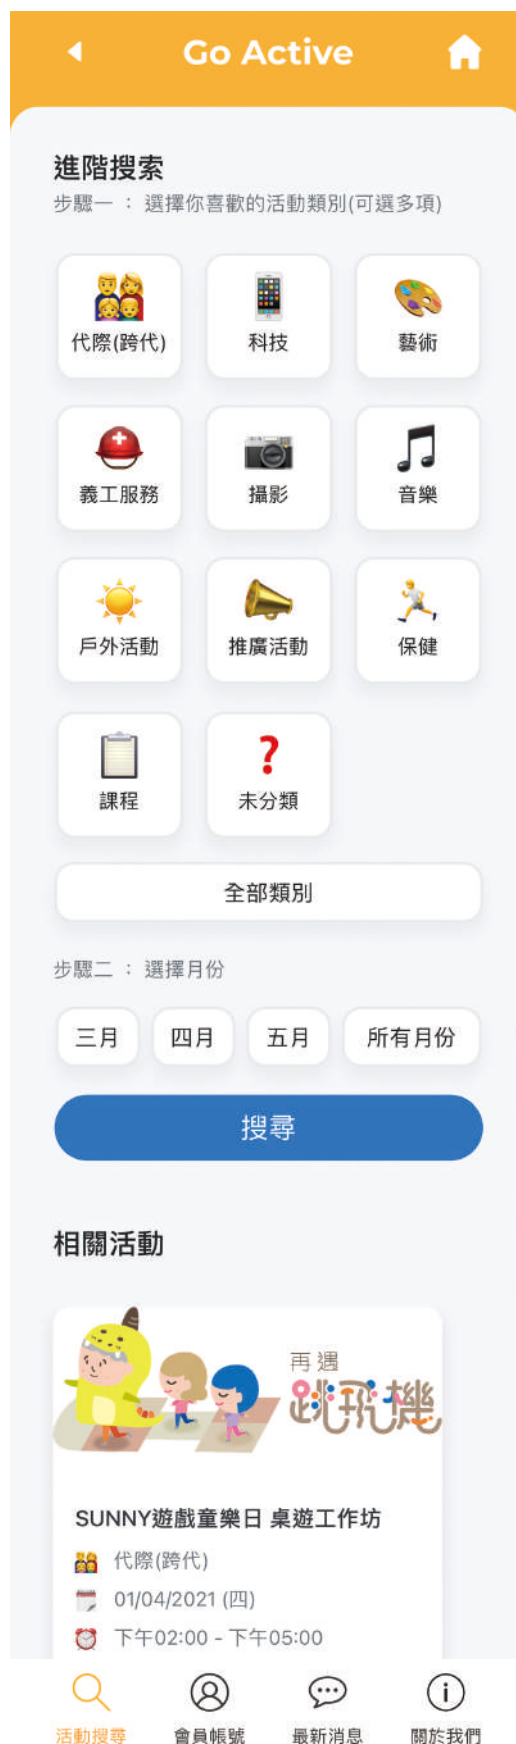 Go Active
進階搜索
步驟一 ： 選擇你喜歡的活動類別(可選多項)
代際(跨代)
科技
藝術
義工服務
攝影
音樂
戶外活動
推廣活動
保健
課程
未分類
全部類別
步驟二 ： 選擇月份
三月
四月
五月
所有月份
搜尋
相關活動
再遇
跳飛機
SUNNY遊戲童樂日 桌遊工作坊
代際(跨代)
01/04/2021 (四)
下午02:00 - 下午05:00
活動搜尋
會員帳號
最新消息
關於我們